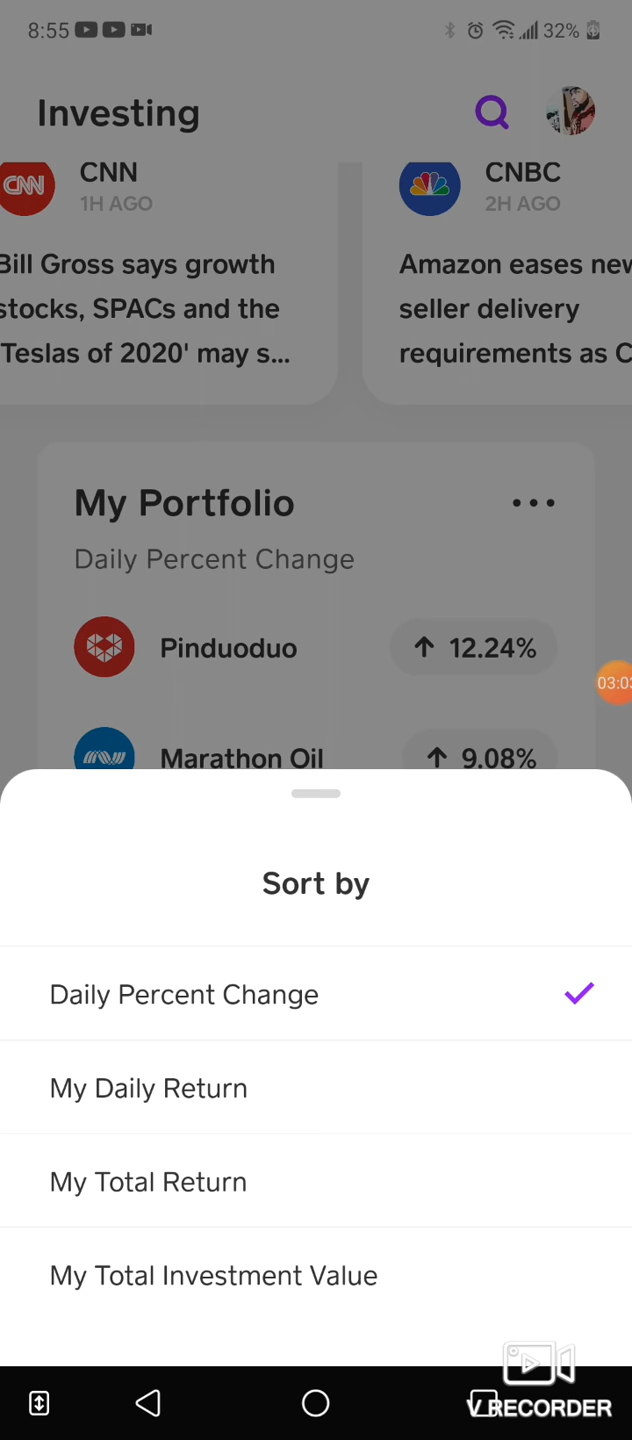 8:55
32%
Investing
CNN
1H AGO
Bill Gross says growth
stocks, SPACs and the
Teslas of 2020' may s...
CNBC
2H AGO
Amazon eases new
seller delivery
requirements as C
My Portfolio
Daily Percent Change
Pinduoduo
12.24%
03:03
Marathon Oil
9.08%
Sort by
Daily Percent Change
My Daily Return
My Total Return
My Total Investment Value
V RECORDER